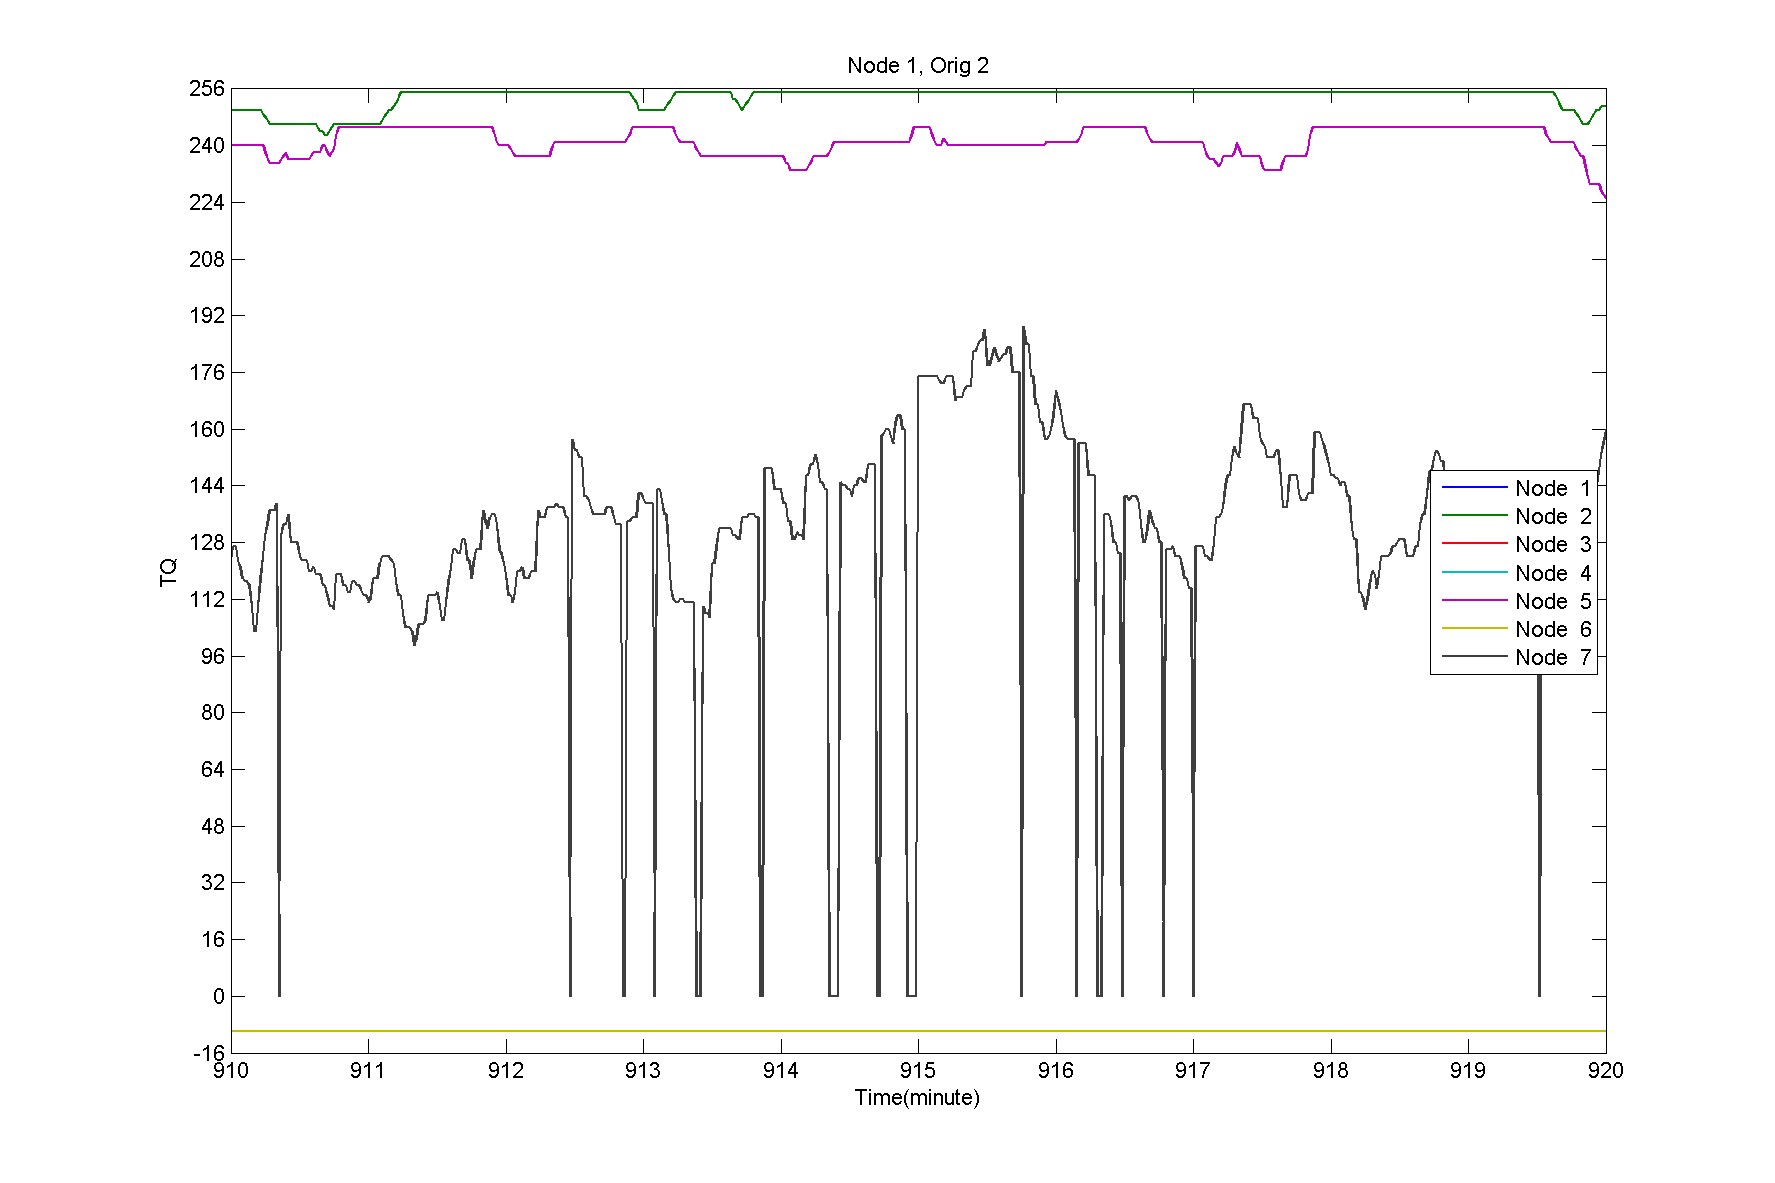 Node 1, Orig 2
256
240
224
208
192
176
160
144
128
112
96
80
64
48
32
16
0
-16
TQ
Node 1
Node 2
Node 3
Node 4
Node 5
Node 6
Node 7
910 911 912 913 914 915 916 917 918 919 920
Time(minute)